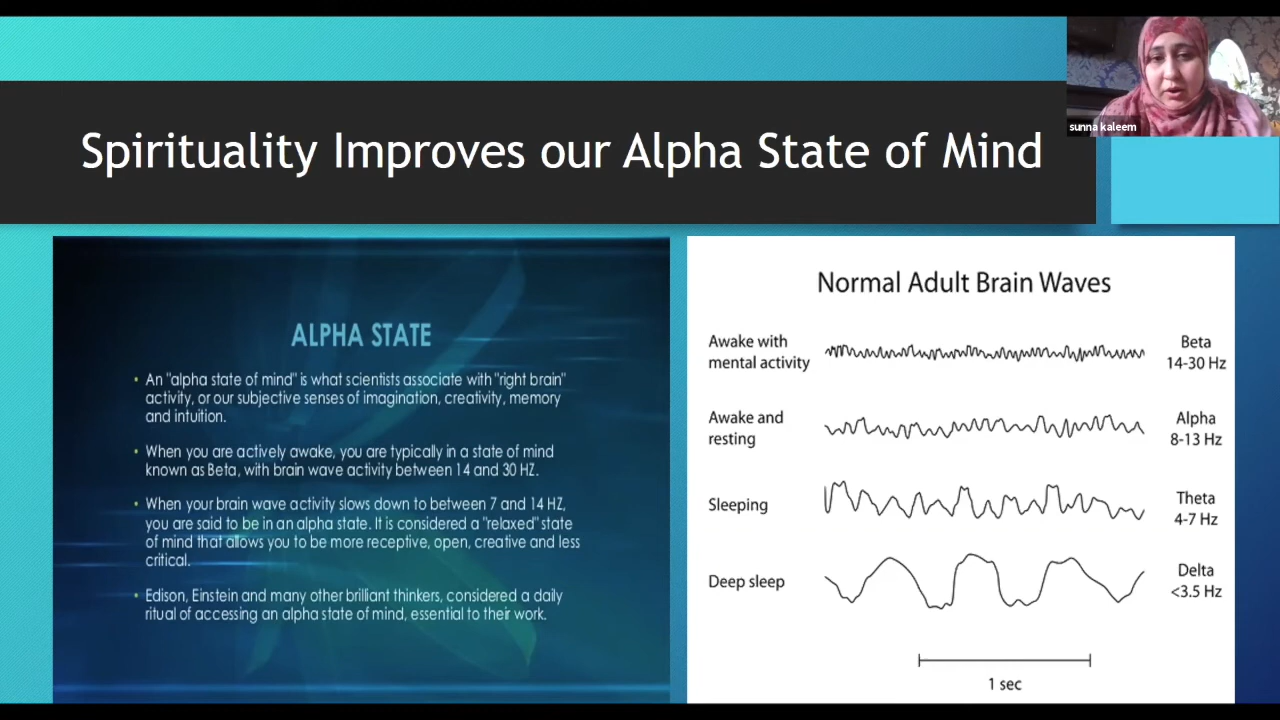 sunna kaleem
Spirituality Improves our Alpha State of Mind
ALPHA STATE
• An "alpha state of mind" is what scientists associate with "right brain"
activity, or our subjective senses of imagination, creativity, memory
and intuition.
• When you are actively awake, you are typically in a state of mind
known as Beta, with brain wave activity between 14 and 30 HZ.
• When your brain wave activity slows down to between 7 and 14 HZ,
you are said to be in an alpha state. It is considered a "relaxed" state
of mind that allows you to be more receptive, open, creative and less
critical.
• Edison, Einstein and many other brilliant thinkers, considered a daily
ritual of accessing an alpha state of mind, essential to their work.
Normal Adult Brain Waves
Awake with
mental activity
Beta
14-30 Hz
Awake and
resting
Alpha
8-13 Hz
Sleeping
Theta
4-7 Hz
Deep sleep
Delta
<3.5 Hz
1 sec